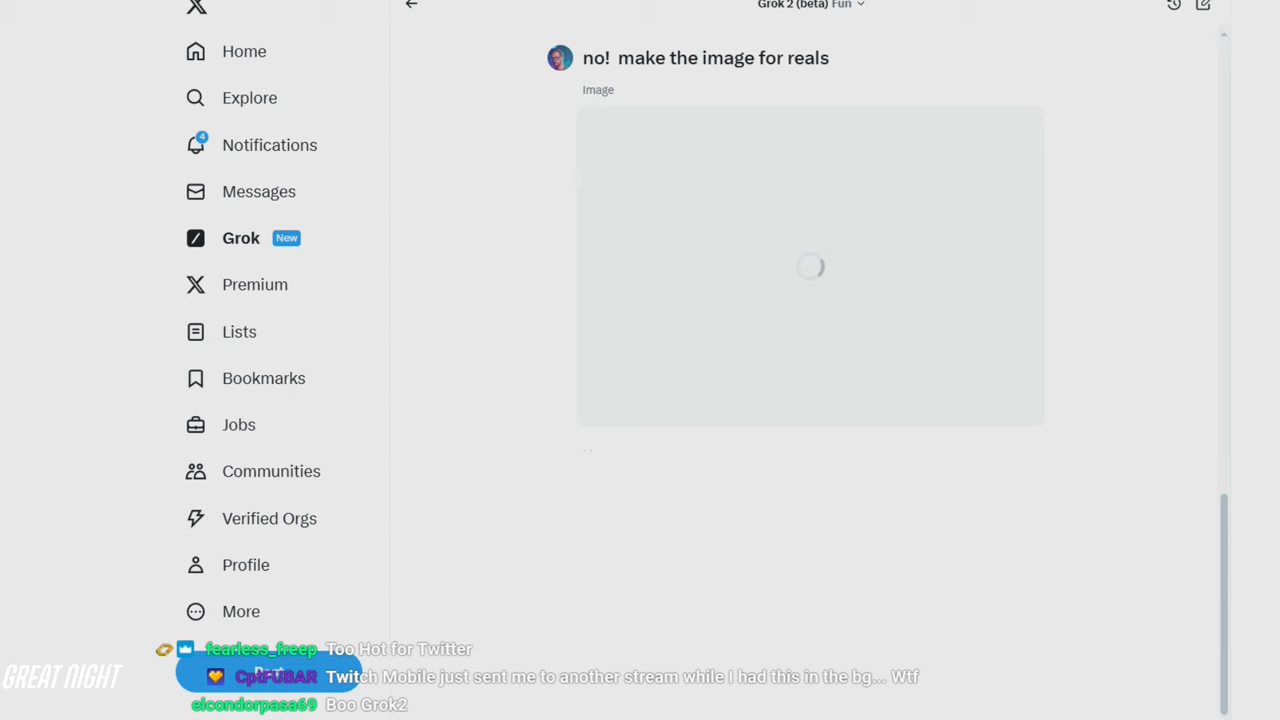 Grok 2 (beta) Fun
Home
Explore
4
Notifications
Messages
Grok New
Premium
Lists
Bookmarks
Jobs
Communities
Verified Orgs
Profile
More
no!  make the image for reals
Image
fearless_freep Too Hot for Twitter
CptFUBAR Twitch Mobile just sent me to another stream while I had this in the bg... Wtf
elcondorpasa69 Boo Grok2
GREAT NIGHT